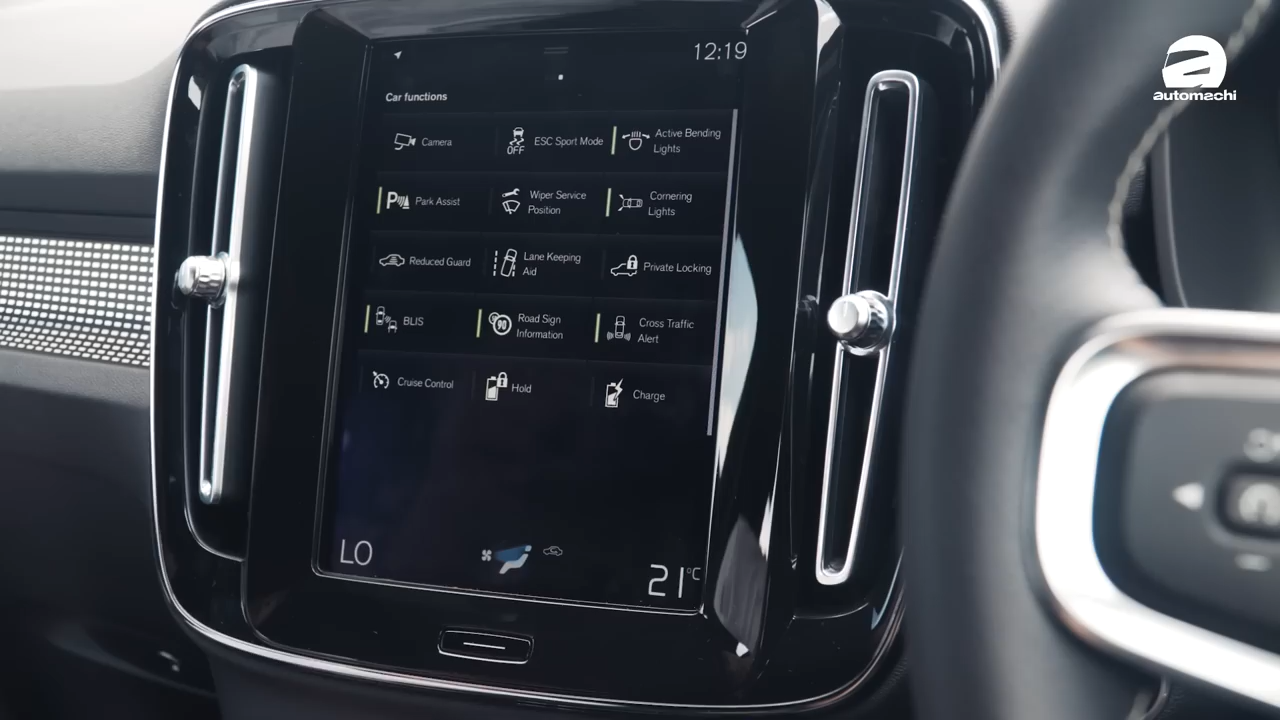 12:19
automachi
Car functions
Camera
OFF
ESC Sport Mode
Active Bending
Lights
Park Assist
Wiper Service
Position
Cornering
Lights
Reduced Guard
Lane Keeping
Aid
Private Locking
BLIS
90
Road Sign
Information
Cross Traffic
Alert
Cruise Control
Hold
Charge
LO
21°C